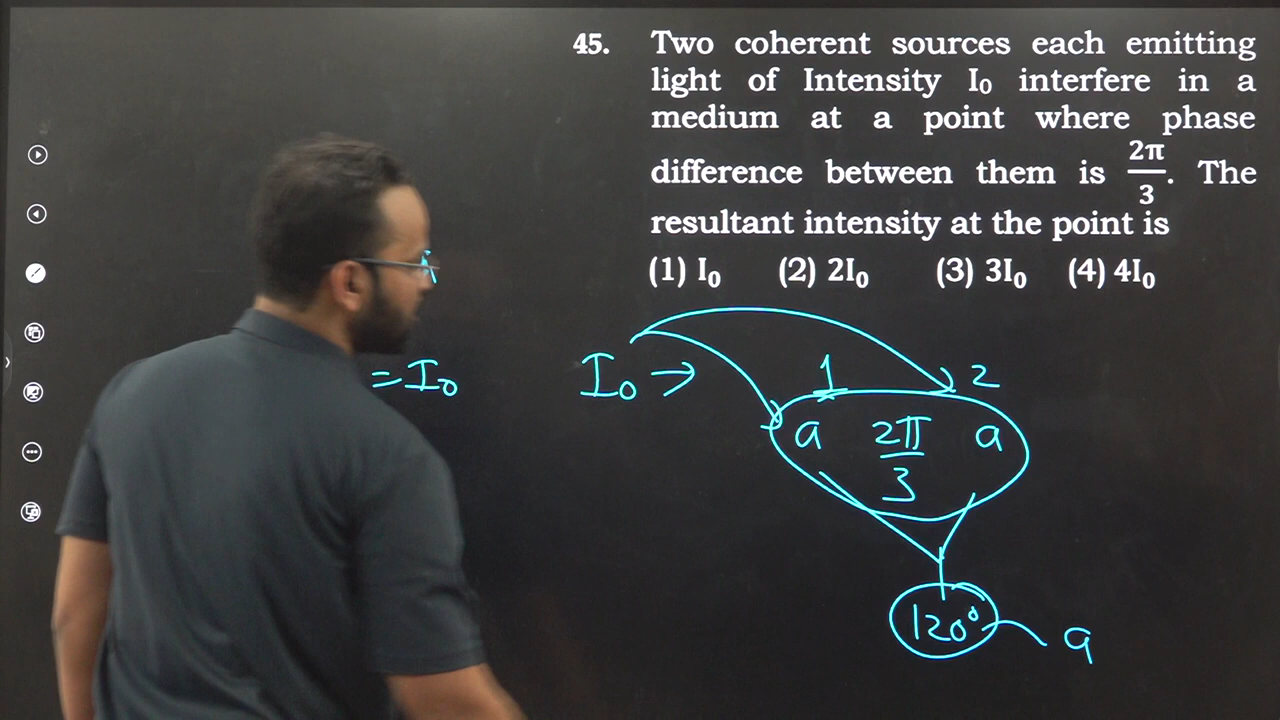 45. Two coherent sources each emitting
light of Intensity I₀ interfere in a
medium at a point where phase
difference between them is 2π/3. The
resultant intensity at the point is
(1) I₀ (2) 2I₀ (3) 3I₀ (4) 4I₀
= I₀ I₀ → 1 2
a 2π/3 a
120° a